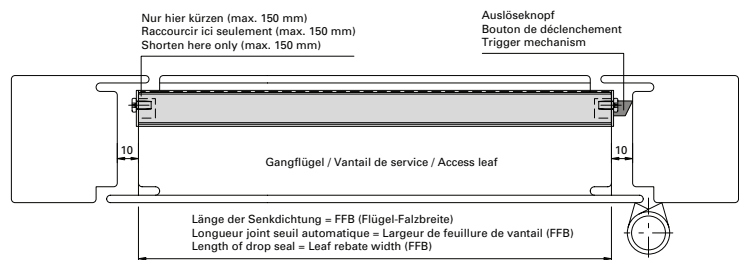 Nur hier kürzen (max. 150 mm)
Raccourcir ici seulement (max. 150 mm)
Shorten here only (max. 150 mm)
Auslöseknopf
Bouton de déclenchement
Trigger mechanism
10
10
Gangflügel / Vantail de service / Access leaf
Länge der Senkdichtung = FFB (Flügel-Falzbreite)
Longueur joint seuil automatique = Largeur de feuillure de vantail (FFB)
Length of drop seal = Leaf rebate width (FFB)